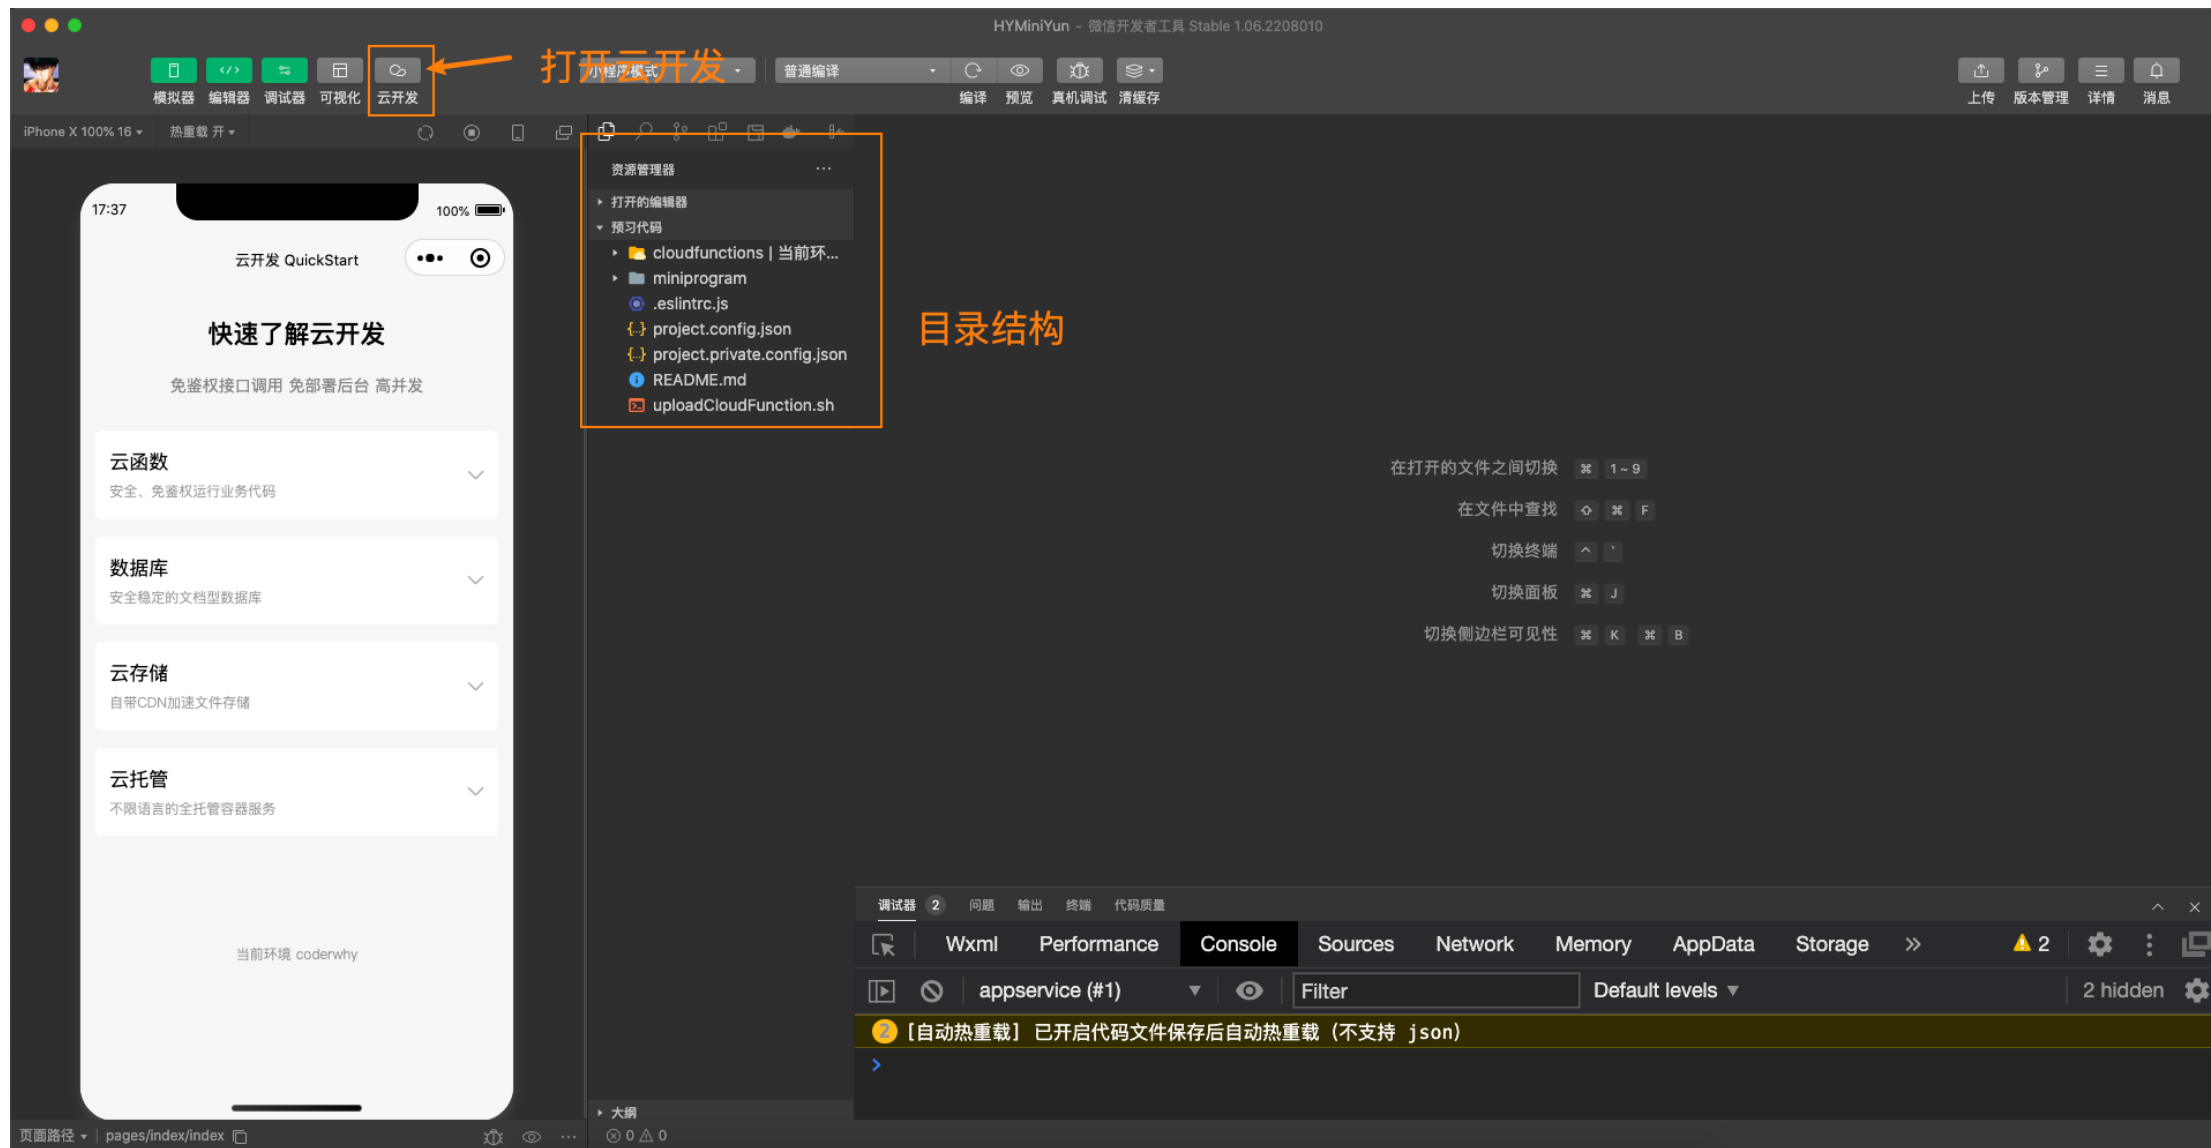 HYMiniYun - 微信开发者工具 Stable 1.06.2208010
打开云开发
小程序模式
普通编译
模拟器 编辑器 调试器 可视化 云开发
编译 预览 真机调试 清缓存
上传 版本管理 详情 消息
iPhone X 100% 16 热重载 开
17:37
100%
云开发 QuickStart
快速了解云开发
免鉴权接口调用 免部署后台 高并发
云函数
安全、免鉴权运行业务代码
数据库
安全稳定的文档型数据库
云存储
自带CDN加速文件存储
云托管
不限语言的全托管容器服务
当前环境 coderwhy
页面路径 pages/index/index
资源管理器
打开的编辑器
预习代码
cloudfunctions | 当前环...
miniprogram
.eslintrc.js
project.config.json
project.private.config.json
README.md
uploadCloudFunction.sh
大纲
0 0
目录结构
在打开的文件之间切换 ⌘ 1 ~ 9
在文件中查找 ⇧ ⌘ F
切换终端 ^ `
切换面板 ⌘ J
切换侧边栏可见性 ⌘ K ⌘ B
调试器 2 问题 输出 终端 代码质量
Wxml Performance Console Sources Network Memory AppData Storage » 2
appservice (#1) Filter Default levels 2 hidden
2 [自动热重载] 已开启代码文件保存后自动热重载 (不支持 json)